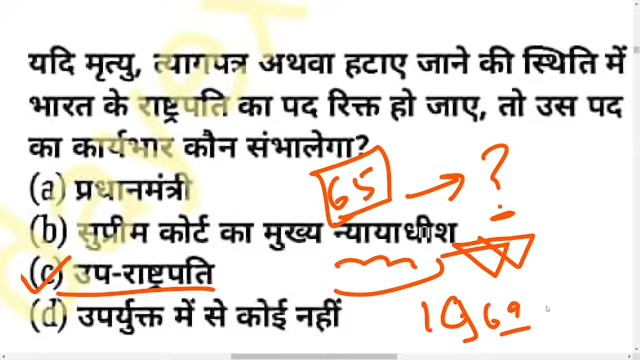 यदि मृत्यु, त्यागपत्र अथवा हटाए जाने की स्थिति में
भारत के राष्ट्रपति का पद रिक्त हो जाए, तो उस पद
का कार्यभार कौन संभालेगा?
(a) प्रधानमंत्री
65 ?
(b) सुप्रीम कोर्ट का मुख्य न्यायाधीश
(c) उप-राष्ट्रपति
(d) उपर्युक्त में से कोई नहीं
1969